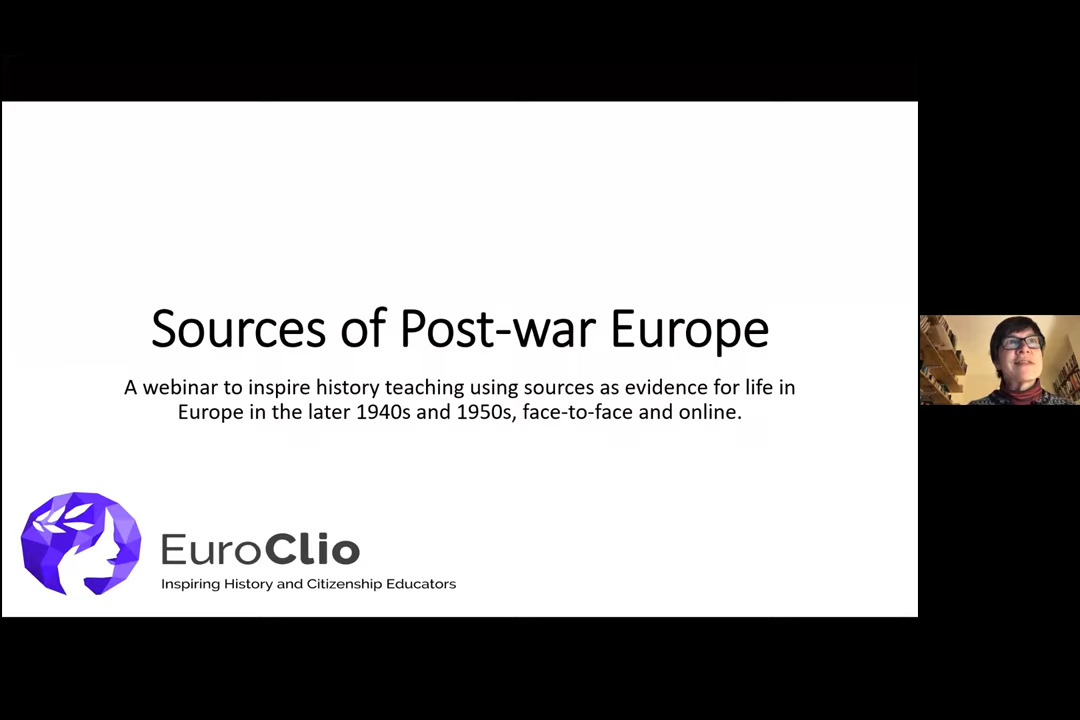 Sources of Post-war Europe
A webinar to inspire history teaching using sources as evidence for life in
Europe in the later 1940s and 1950s, face-to-face and online.
EuroClio
Inspiring History and Citizenship Educators